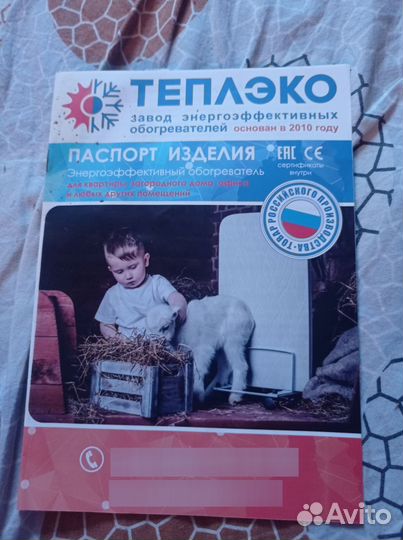 ТЕПЛЭКО
ЗАВОД ЭНЕРГОЭФФЕКТИВНЫХ
ОБОГРЕВАТЕЛЕЙ ОСНОВАН В 2010 ГОДУ
ПАСПОРТ ИЗДЕЛИЯ EAC CE
Энергоэффективный обогреватель
сертификаты
внутри
для квартиры, загородного дома, офиса
и любых других помещений
ТОВАР РОССИЙСКОГО ПРОИЗВОДСТВА
Avito